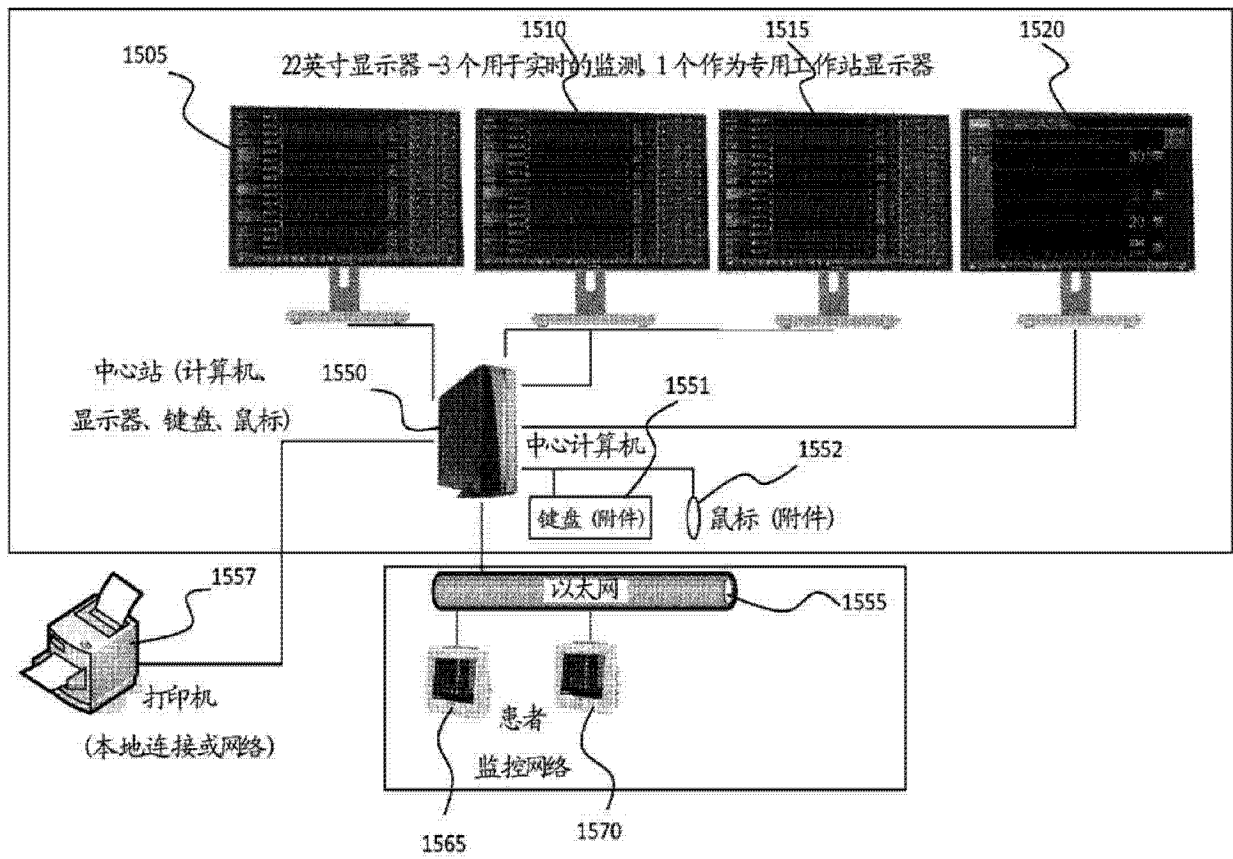 1505
1510
1515
1520
22英寸显示器-3个用于实时的监测。1个作为专用工作站显示器
中心站(计算机、
显示器、键盘、鼠标)
1550
1551
中心计算机
1552
键盘(附件)
鼠标(附件)
1557
以太网
1555
打印机
(本地连接或网络)
患者
监控网络
1565
1570